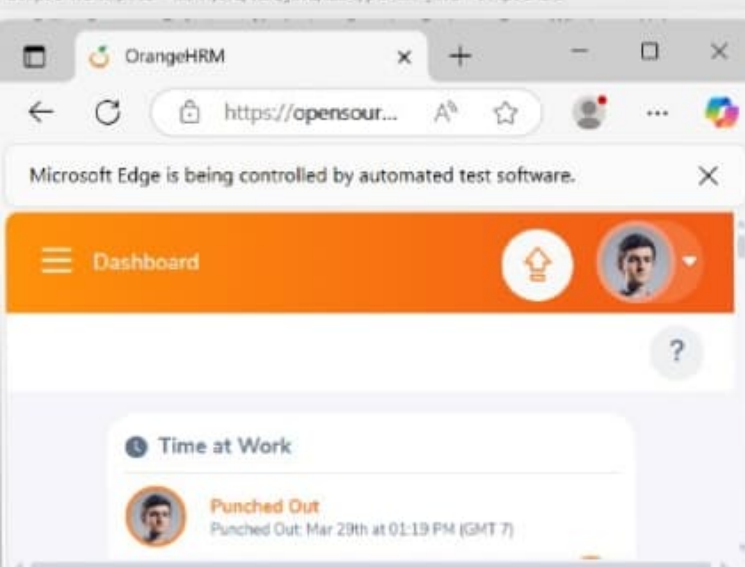 OrangeHRM
https://opensour...
Microsoft Edge is being controlled by automated test software.
Dashboard
?
Time at Work
Punched Out
Punched Out: Mar 29th at 01:19 PM (GMT 7)